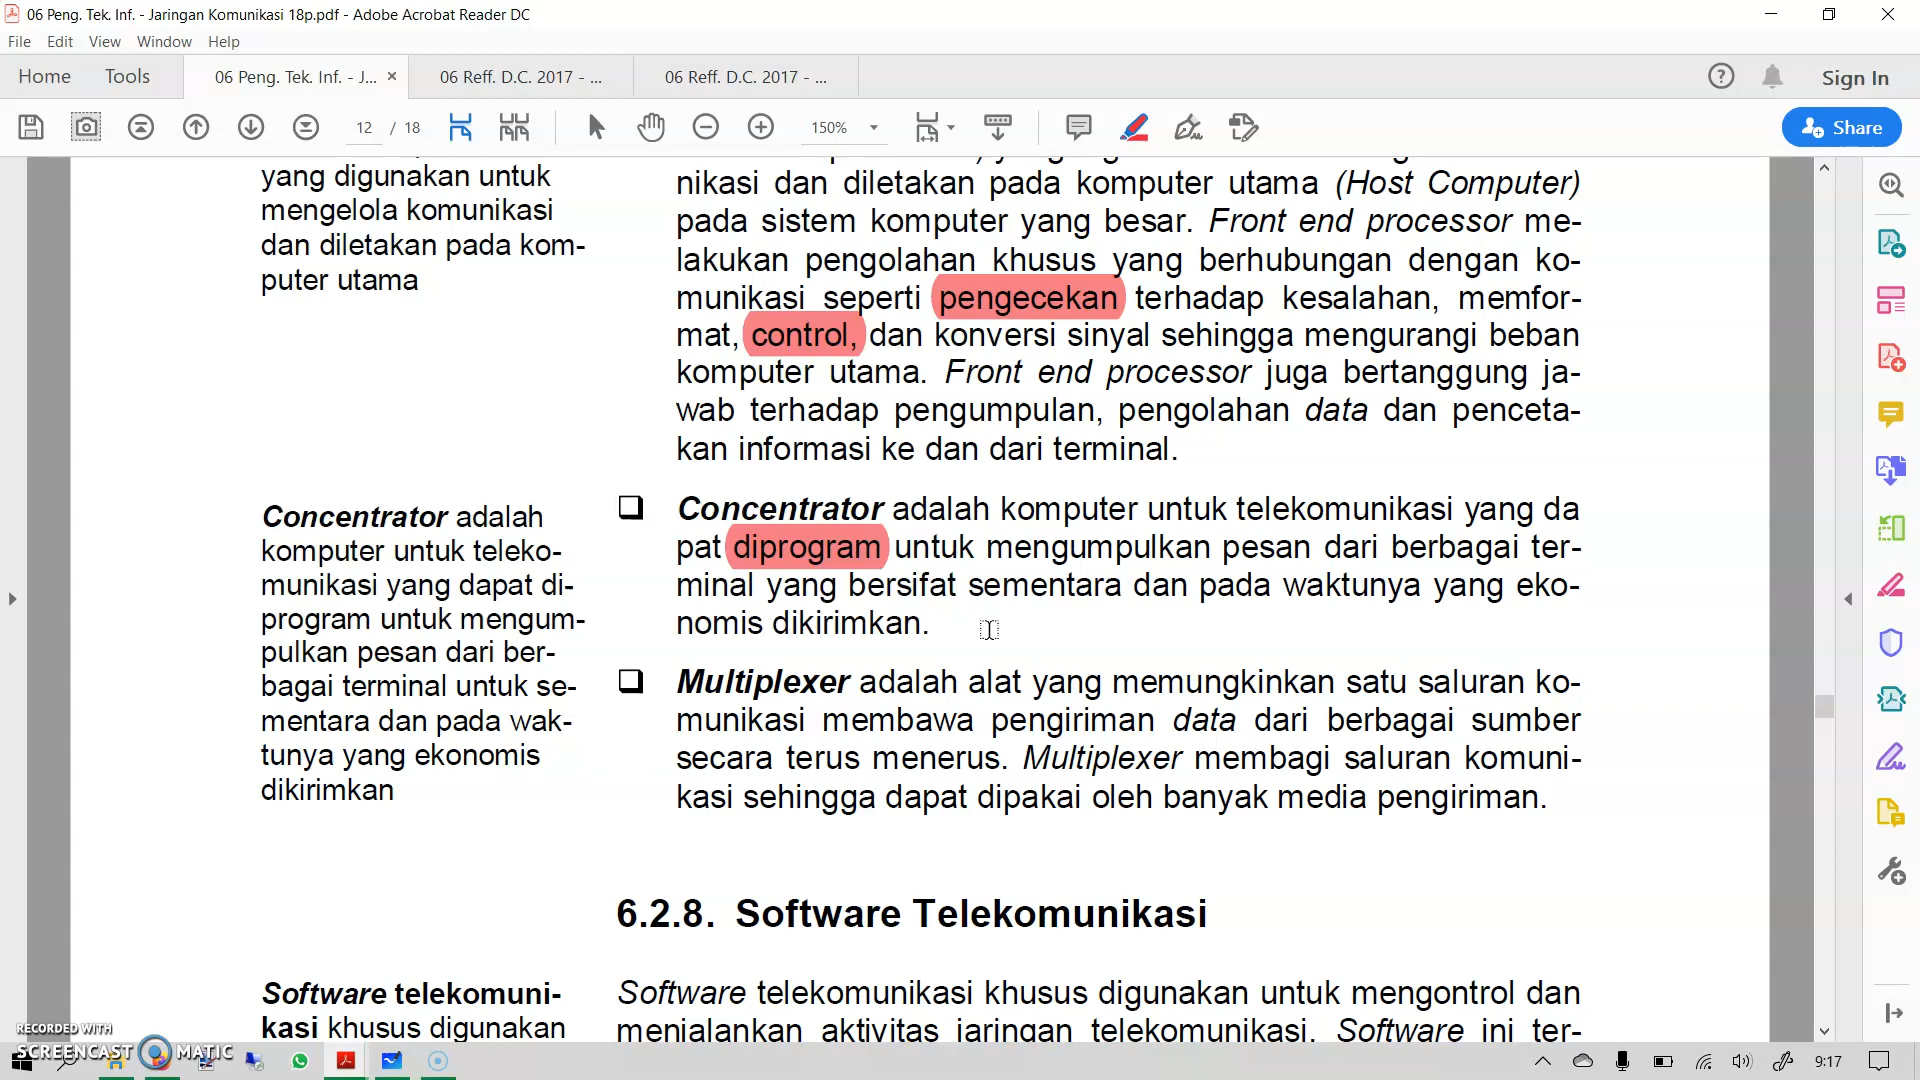 06 Peng. Tek. Inf. - Jaringan Komunikasi 18p.pdf - Adobe Acrobat Reader DC
File Edit View Window Help
Home Tools 06 Peng. Tek. Inf. - J... 06 Reff. D.C. 2017 - ... 06 Reff. D.C. 2017 - ... Sign In
12 / 18 150% Share
yang digunakan untuk
mengelola komunikasi
dan diletakan pada kom-
puter utama
nikasi dan diletakan pada komputer utama (Host Computer)
pada sistem komputer yang besar. Front end processor me-
lakukan pengolahan khusus yang berhubungan dengan ko-
munikasi seperti pengecekan terhadap kesalahan, memfor-
mat, control, dan konversi sinyal sehingga mengurangi beban
komputer utama. Front end processor juga bertanggung ja-
wab terhadap pengumpulan, pengolahan data dan penceta-
kan informasi ke dan dari terminal.
Concentrator adalah
komputer untuk teleko-
munikasi yang dapat di-
program untuk mengum-
pulkan pesan dari ber-
bagai terminal untuk se-
mentara dan pada wak-
tunya yang ekonomis
dikirimkan
Concentrator adalah komputer untuk telekomunikasi yang da
pat diprogram untuk mengumpulkan pesan dari berbagai ter-
minal yang bersifat sementara dan pada waktunya yang eko-
nomis dikirimkan.
Multiplexer adalah alat yang memungkinkan satu saluran ko-
munikasi membawa pengiriman data dari berbagai sumber
secara terus menerus. Multiplexer membagi saluran komuni-
kasi sehingga dapat dipakai oleh banyak media pengiriman.
6.2.8. Software Telekomunikasi
Software telekomuni-
kasi khusus digunakan
Software telekomunikasi khusus digunakan untuk mengontrol dan
menjalankan aktivitas jaringan telekomunikasi. Software ini ter-
RECORDED WITH
SCREENCAST MATIC
9:17